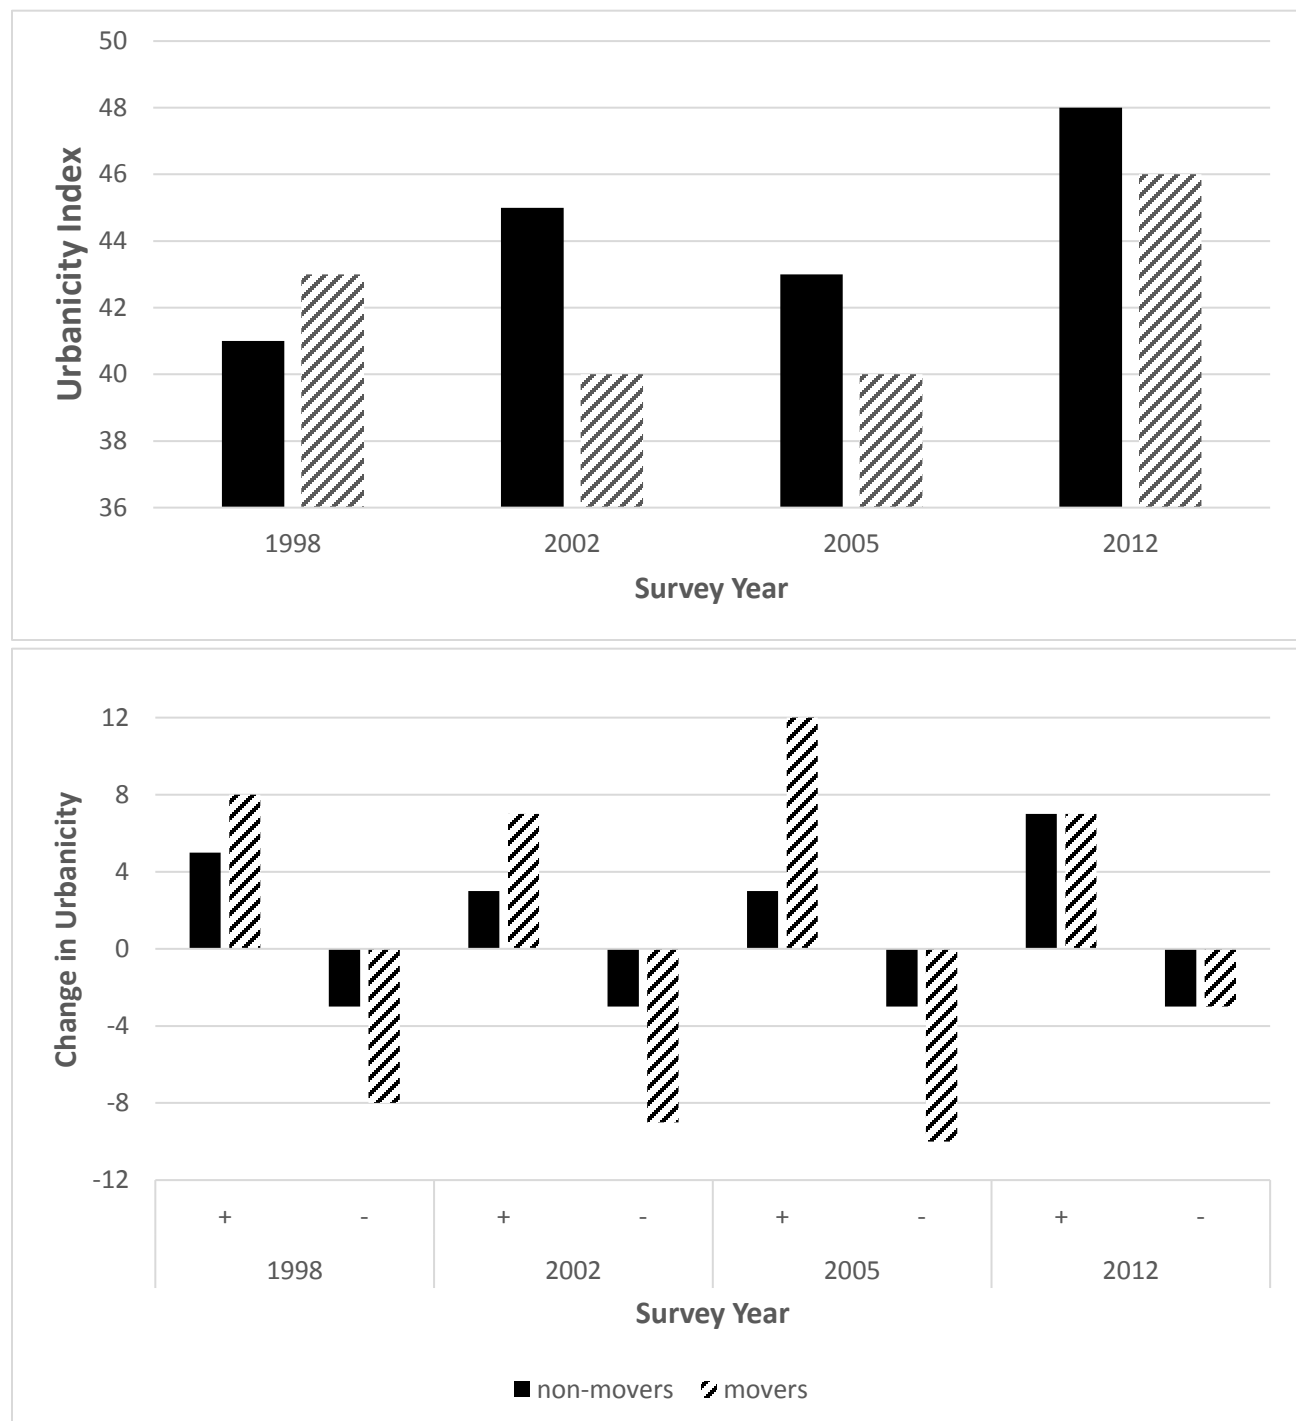 50
48
46
44
42
40
38
36
Urbanicity Index
1998 2002 2005 2012
Survey Year
12
8
4
0
-4
-8
-12
Change in Urbanicity
+ - + - + - + -
1998 2002 2005 2012
Survey Year
non-movers movers